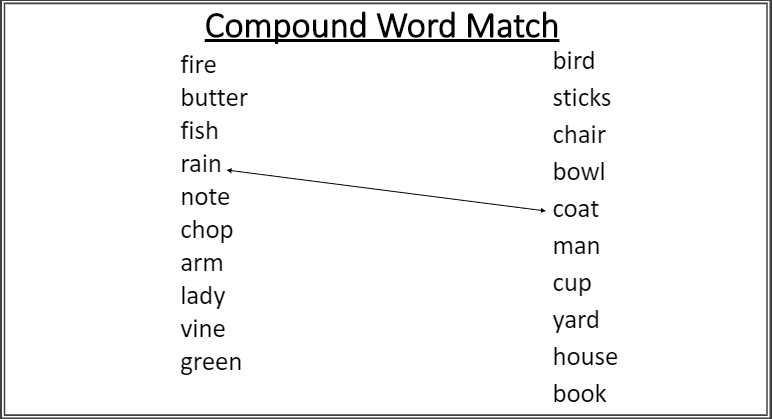 Compound Word Match
fire
butter
fish
rain
note
chop
arm
lady
vine
green
bird
sticks
chair
bowl
coat
man
cup
yard
house
book